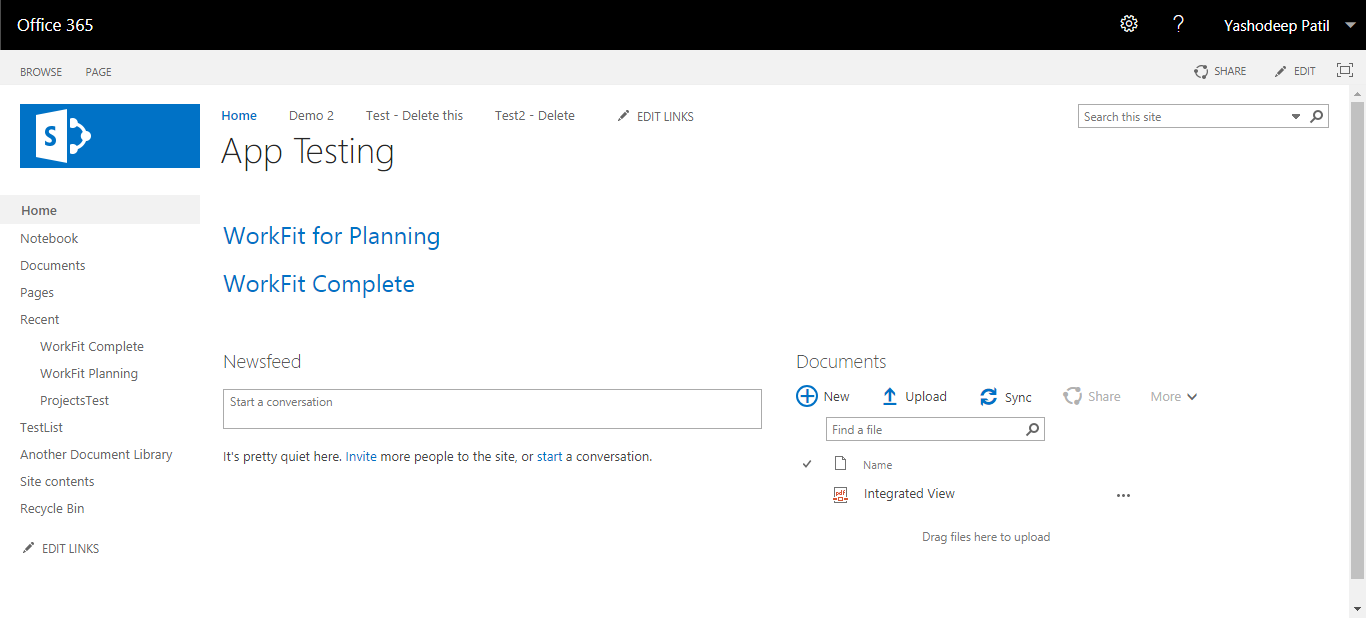 Office 365
?
Yashodeep Patil
BROWSE PAGE
SHARE EDIT
S
Home Demo 2 Test - Delete this Test2 - Delete EDIT LINKS
Search this site
App Testing
Home
Notebook
Documents
Pages
Recent
WorkFit Complete
WorkFit Planning
ProjectsTest
TestList
Another Document Library
Site contents
Recycle Bin
EDIT LINKS
WorkFit for Planning
WorkFit Complete
Newsfeed
Start a conversation
It's pretty quiet here. Invite more people to the site, or start a conversation.
Documents
New Upload Sync Share More
Find a file
Name
pdf
Integrated View ...
Drag files here to upload